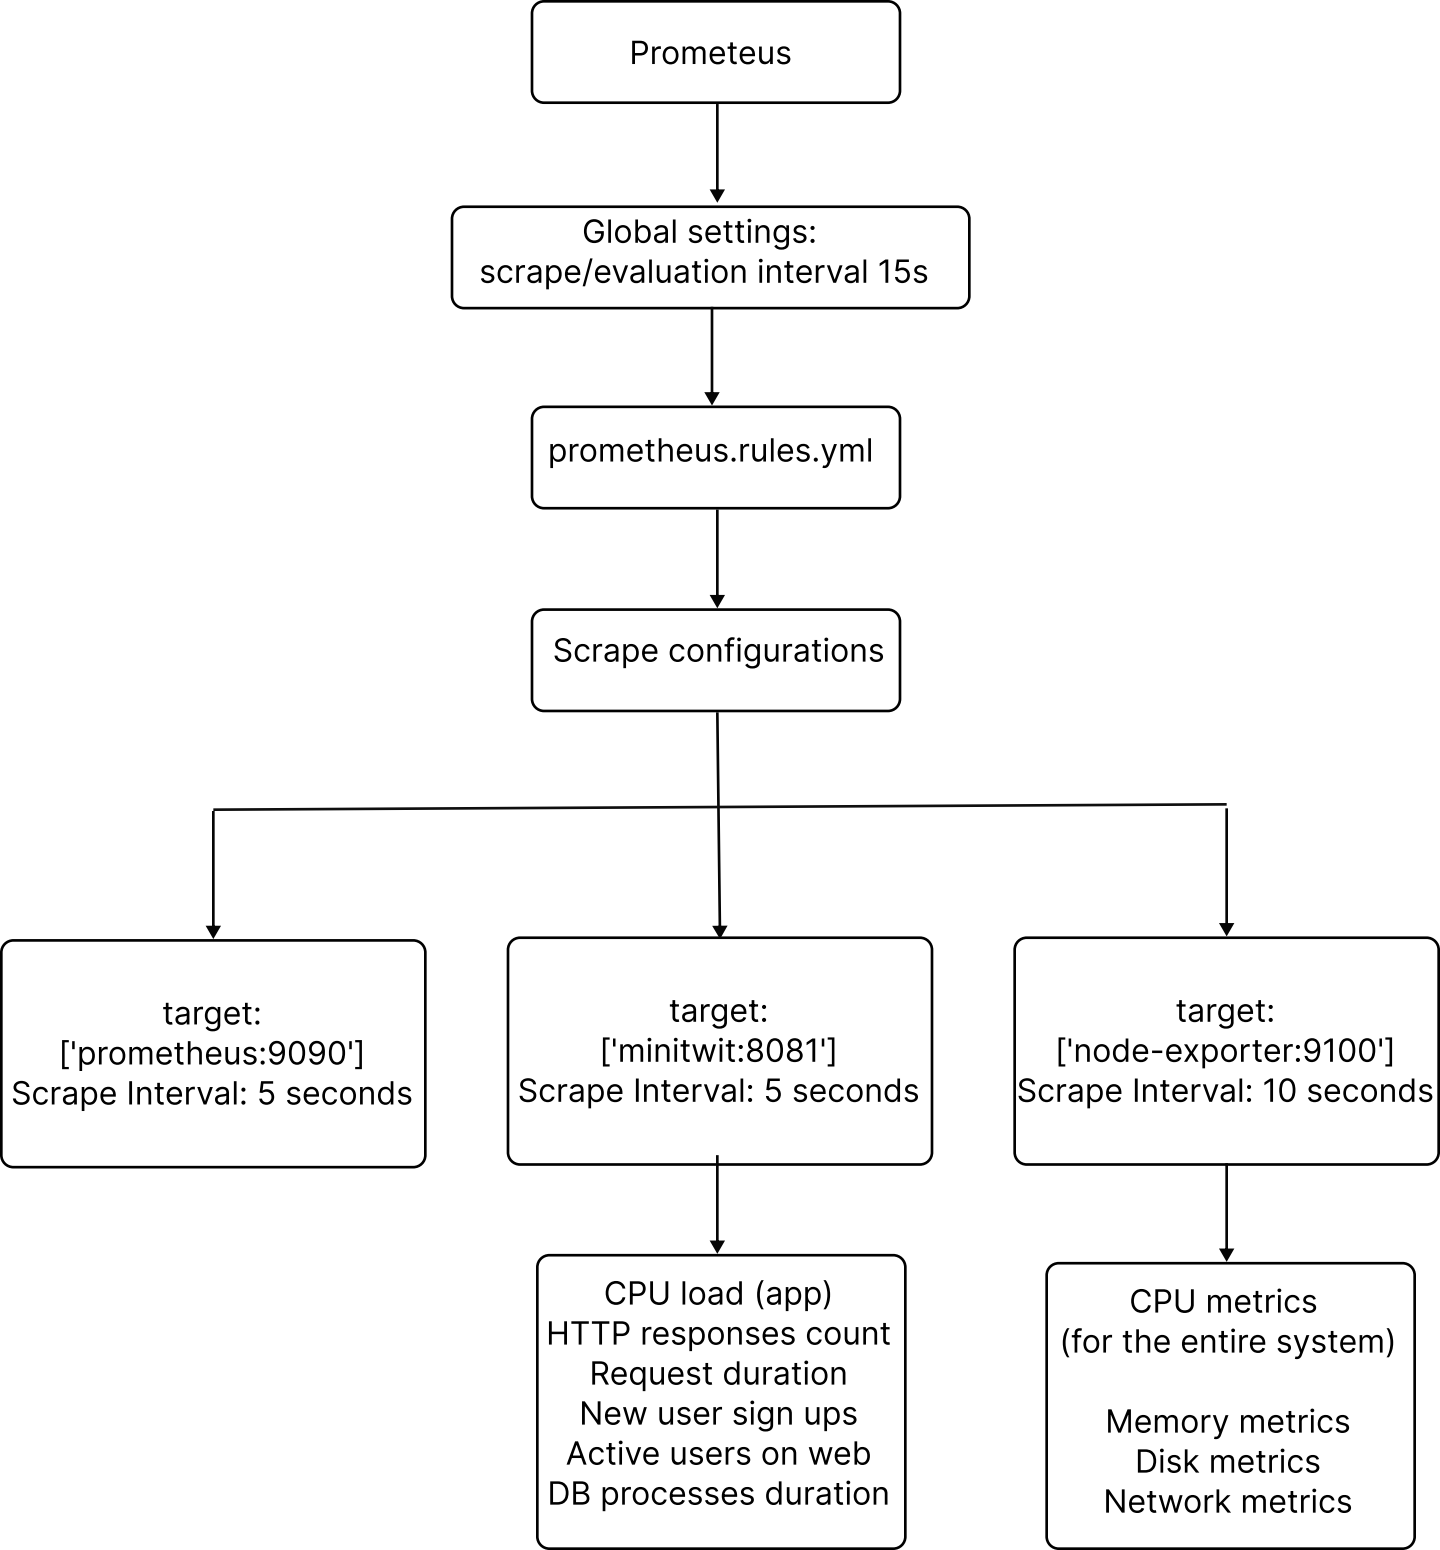 Prometeus
Global settings:
scrape/evaluation interval 15s
prometheus.rules.yml
Scrape configurations
target:
['prometheus:9090']
Scrape Interval: 5 seconds
target:
['minitwit:8081']
Scrape Interval: 5 seconds
target:
['node-exporter:9100']
Scrape Interval: 10 seconds
CPU load (app)
HTTP responses count
Request duration
New user sign ups
Active users on web
DB processes duration
CPU metrics
(for the entire system)
Memory metrics
Disk metrics
Network metrics